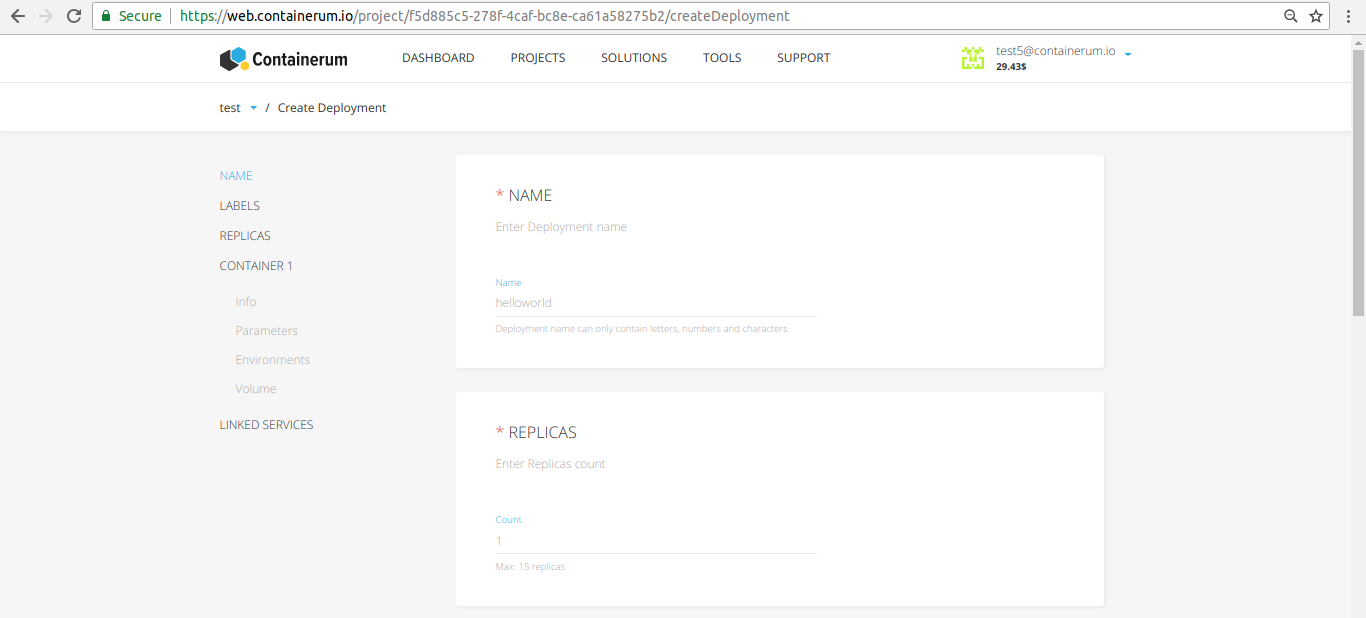 Secure https://web.containerum.io/project/f5d885c5-278f-4caf-bc8e-ca61a58275b2/createDeployment
Containerum DASHBOARD PROJECTS SOLUTIONS TOOLS SUPPORT test5@containerum.io
29.43$
test / Create Deployment
NAME
LABELS
REPLICAS
CONTAINER 1
Info
Parameters
Environments
Volume
LINKED SERVICES
* NAME
Enter Deployment name
Name
helloworld
Deployment name can only contain letters, numbers and characters
* REPLICAS
Enter Replicas count
Count
1
Max: 15 replicas